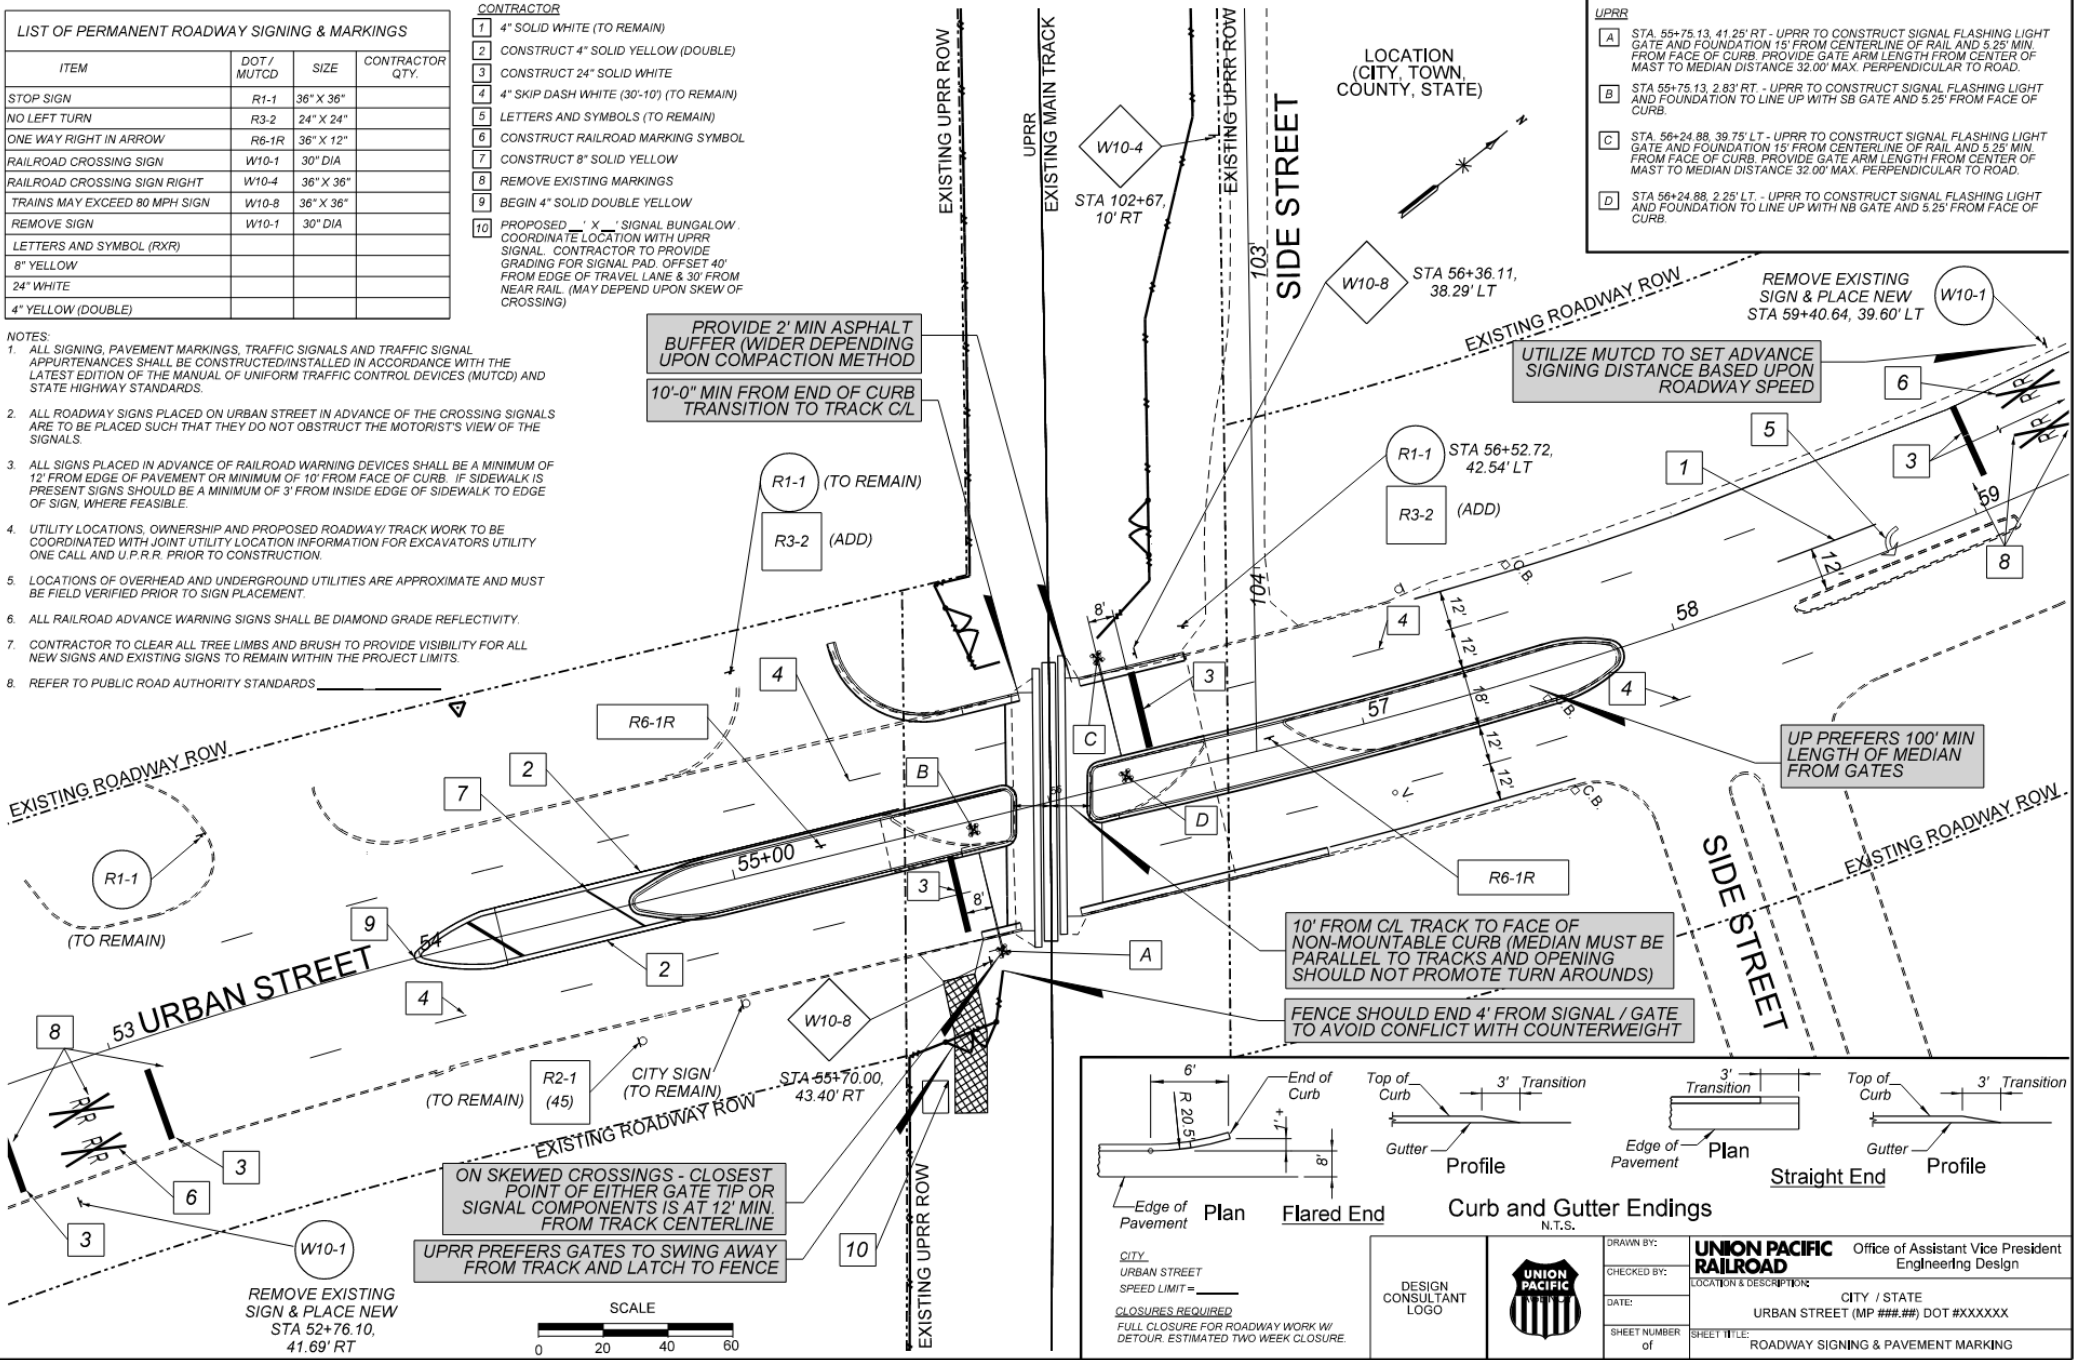 LIST OF PERMANENT ROADWAY SIGNING & MARKINGS
ITEM
DOT / MUTCD
SIZE
CONTRACTOR QTY.
STOP SIGN R1-1 36" X 36"
NO LEFT TURN R3-2 24" X 24"
ONE WAY RIGHT IN ARROW R6-1R 36" X 12"
RAILROAD CROSSING SIGN W10-1 30" DIA
RAILROAD CROSSING SIGN RIGHT W10-4 36" X 36"
TRAINS MAY EXCEED 80 MPH SIGN W10-8 36" X 36"
REMOVE SIGN W10-1 30" DIA
LETTERS AND SYMBOL (RXR)
8" YELLOW
24" WHITE
4" YELLOW (DOUBLE)
NOTES:
1. ALL SIGNING, PAVEMENT MARKINGS, TRAFFIC SIGNALS AND TRAFFIC SIGNAL
APPURTENANCES SHALL BE CONSTRUCTED/INSTALLED IN ACCORDANCE WITH THE
LATEST EDITION OF THE MANUAL OF UNIFORM TRAFFIC CONTROL DEVICES (MUTCD) AND
STATE HIGHWAY STANDARDS.
2. ALL ROADWAY SIGNS PLACED ON URBAN STREET IN ADVANCE OF THE CROSSING SIGNALS
ARE TO BE PLACED SUCH THAT THEY DO NOT OBSTRUCT THE MOTORIST'S VIEW OF THE
SIGNALS.
3. ALL SIGNS PLACED IN ADVANCE OF RAILROAD WARNING DEVICES SHALL BE A MINIMUM OF
12' FROM EDGE OF PAVEMENT OR MINIMUM OF 10' FROM FACE OF CURB. IF SIDEWALK IS
PRESENT SIGNS SHOULD BE A MINIMUM OF 3' FROM INSIDE EDGE OF SIDEWALK TO EDGE
OF SIGN, WHERE FEASIBLE.
4. UTILITY LOCATIONS, OWNERSHIP AND PROPOSED ROADWAY/ TRACK WORK TO BE
COORDINATED WITH JOINT UTILITY LOCATION INFORMATION FOR EXCAVATORS UTILITY
ONE CALL AND U.P.R.R. PRIOR TO CONSTRUCTION.
5. LOCATIONS OF OVERHEAD AND UNDERGROUND UTILITIES ARE APPROXIMATE AND MUST
BE FIELD VERIFIED PRIOR TO SIGN PLACEMENT.
6. ALL RAILROAD ADVANCE WARNING SIGNS SHALL BE DIAMOND GRADE REFLECTIVITY.
7. CONTRACTOR TO CLEAR ALL TREE LIMBS AND BRUSH TO PROVIDE VISIBILITY FOR ALL
NEW SIGNS AND EXISTING SIGNS TO REMAIN WITHIN THE PROJECT LIMITS.
8. REFER TO PUBLIC ROAD AUTHORITY STANDARDS
CONTRACTOR
1 4" SOLID WHITE (TO REMAIN)
2 CONSTRUCT 4" SOLID YELLOW (DOUBLE)
3 CONSTRUCT 24" SOLID WHITE
4 4" SKIP DASH WHITE (30'-10') (TO REMAIN)
5 LETTERS AND SYMBOLS (TO REMAIN)
6 CONSTRUCT RAILROAD MARKING SYMBOL
7 CONSTRUCT 8" SOLID YELLOW
8 REMOVE EXISTING MARKINGS
9 BEGIN 4" SOLID DOUBLE YELLOW
10 PROPOSED __' X __' SIGNAL BUNGALOW.
COORDINATE LOCATION WITH UPRR
SIGNAL. CONTRACTOR TO PROVIDE
GRADING FOR SIGNAL PAD. OFFSET 40'
FROM EDGE OF TRAVEL LANE & 30' FROM
NEAR RAIL. (MAY DEPEND UPON SKEW OF
CROSSING)
UPRR
A STA. 55+75.13, 41.25' RT - UPRR TO CONSTRUCT SIGNAL FLASHING LIGHT
GATE AND FOUNDATION 15' FROM CENTERLINE OF RAIL AND 5.25' MIN.
FROM FACE OF CURB. PROVIDE GATE ARM LENGTH FROM CENTER OF
MAST TO MEDIAN DISTANCE 32.00' MAX. PERPENDICULAR TO ROAD.
B STA 55+75.13, 2.83' RT. - UPRR TO CONSTRUCT SIGNAL FLASHING LIGHT
AND FOUNDATION TO LINE UP WITH SB GATE AND 5.25' FROM FACE OF
CURB.
C STA. 56+24.88, 39.75' LT - UPRR TO CONSTRUCT SIGNAL FLASHING LIGHT
GATE AND FOUNDATION 15' FROM CENTERLINE OF RAIL AND 5.25' MIN.
FROM FACE OF CURB. PROVIDE GATE ARM LENGTH FROM CENTER OF
MAST TO MEDIAN DISTANCE 32.00' MAX. PERPENDICULAR TO ROAD.
D STA 56+24.88, 2.25' LT. - UPRR TO CONSTRUCT SIGNAL FLASHING LIGHT
AND FOUNDATION TO LINE UP WITH NB GATE AND 5.25' FROM FACE OF
CURB.
EXISTING UPRR ROW
UPRR
EXISTING MAIN TRACK
EXISTING UPRR ROW
SIDE STREET
LOCATION
(CITY, TOWN,
COUNTY, STATE)
N
W10-4
STA 102+67,
10' RT
103'
104'
W10-8
STA 56+36.11,
38.29' LT
EXISTING ROADWAY ROW
REMOVE EXISTING
SIGN & PLACE NEW
STA 59+40.64, 39.60' LT
W10-1
UTILIZE MUTCD TO SET ADVANCE
SIGNING DISTANCE BASED UPON
ROADWAY SPEED
PROVIDE 2' MIN ASPHALT
BUFFER (WIDER DEPENDING
UPON COMPACTION METHOD
10'-0" MIN FROM END OF CURB
TRANSITION TO TRACK C/L
R1-1
(TO REMAIN)
R3-2
(ADD)
R1-1
STA 56+52.72,
42.54' LT
R3-2
(ADD)
6
R R
R R
5
3
1
59
8
12'
58
C.B.
4
12'
12'
18'
12'
12'
8'
3
4
57
C.B.
UP PREFERS 100' MIN
LENGTH OF MEDIAN
FROM GATES
4
R6-1R
C
B
D
56
V.
C.B.
2
7
EXISTING ROADWAY ROW
R1-1
(TO REMAIN)
55+00
9
54
3
8'
2
A
R6-1R
SIDE STREET
EXISTING ROADWAY ROW
10' FROM C/L TRACK TO FACE OF
NON-MOUNTABLE CURB (MEDIAN MUST BE
PARALLEL TO TRACKS AND OPENING
SHOULD NOT PROMOTE TURN AROUNDS)
FENCE SHOULD END 4' FROM SIGNAL / GATE
TO AVOID CONFLICT WITH COUNTERWEIGHT
53 URBAN STREET
4
8
W10-8
STA 55+70.00,
43.40' RT
(TO REMAIN)
R2-1
(45)
CITY SIGN
(TO REMAIN)
EXISTING ROADWAY ROW
R R
R R
3
6
3
W10-1
REMOVE EXISTING
SIGN & PLACE NEW
STA 52+76.10,
41.69' RT
ON SKEWED CROSSINGS - CLOSEST
POINT OF EITHER GATE TIP OR
SIGNAL COMPONENTS IS AT 12' MIN.
FROM TRACK CENTERLINE
UPRR PREFERS GATES TO SWING AWAY
FROM TRACK AND LATCH TO FENCE
10
EXISTING UPRR ROW
SCALE
0 20 40 60
6'
R 20.5'
End of
Curb
1'+
8'
Edge of
Pavement
Plan
Flared End
Top of
Curb
3' Transition
Gutter
Profile
3'
Transition
Edge of
Pavement
Plan
Straight End
Top of
Curb
3' Transition
Gutter
Profile
Curb and Gutter Endings
N.T.S.
CITY
URBAN STREET
SPEED LIMIT =
CLOSURES REQUIRED
FULL CLOSURE FOR ROADWAY WORK W/
DETOUR. ESTIMATED TWO WEEK CLOSURE.
DESIGN
CONSULTANT
LOGO
UNION
PACIFIC
DRAWN BY:
CHECKED BY:
DATE:
SHEET NUMBER
of
UNION PACIFIC
RAILROAD
Office of Assistant Vice President
Engineering Design
LOCATION & DESCRIPTION:
CITY / STATE
URBAN STREET (MP ###.##) DOT #XXXXXX
SHEET TITLE:
ROADWAY SIGNING & PAVEMENT MARKING